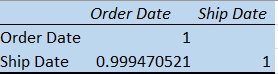 Order Date Ship Date
Order Date 1
Ship Date 0.999470521 1